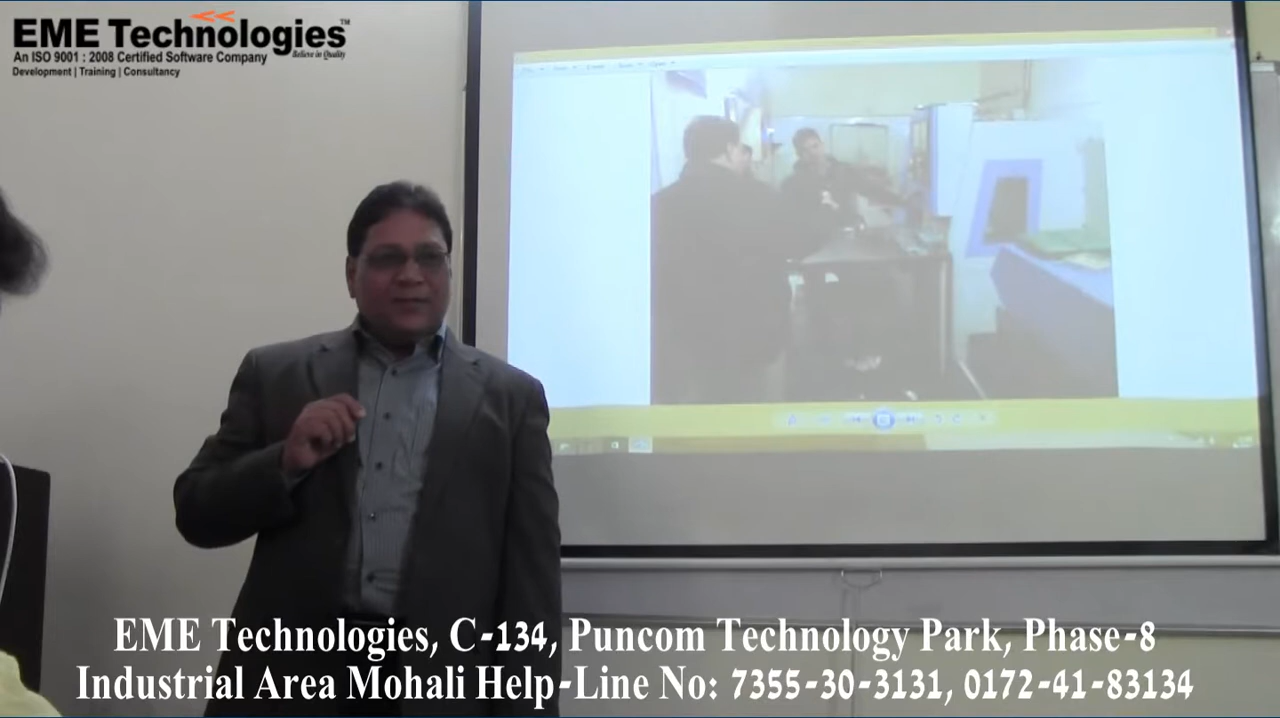 EME Technologies™
An ISO 9001 : 2008 Certified Software Company Believe in Quality
Development | Training | Consultancy
EME Technologies, C-134, Puncom Technology Park, Phase-8
Industrial Area Mohali Help-Line No: 7355-30-3131, 0172-41-83134